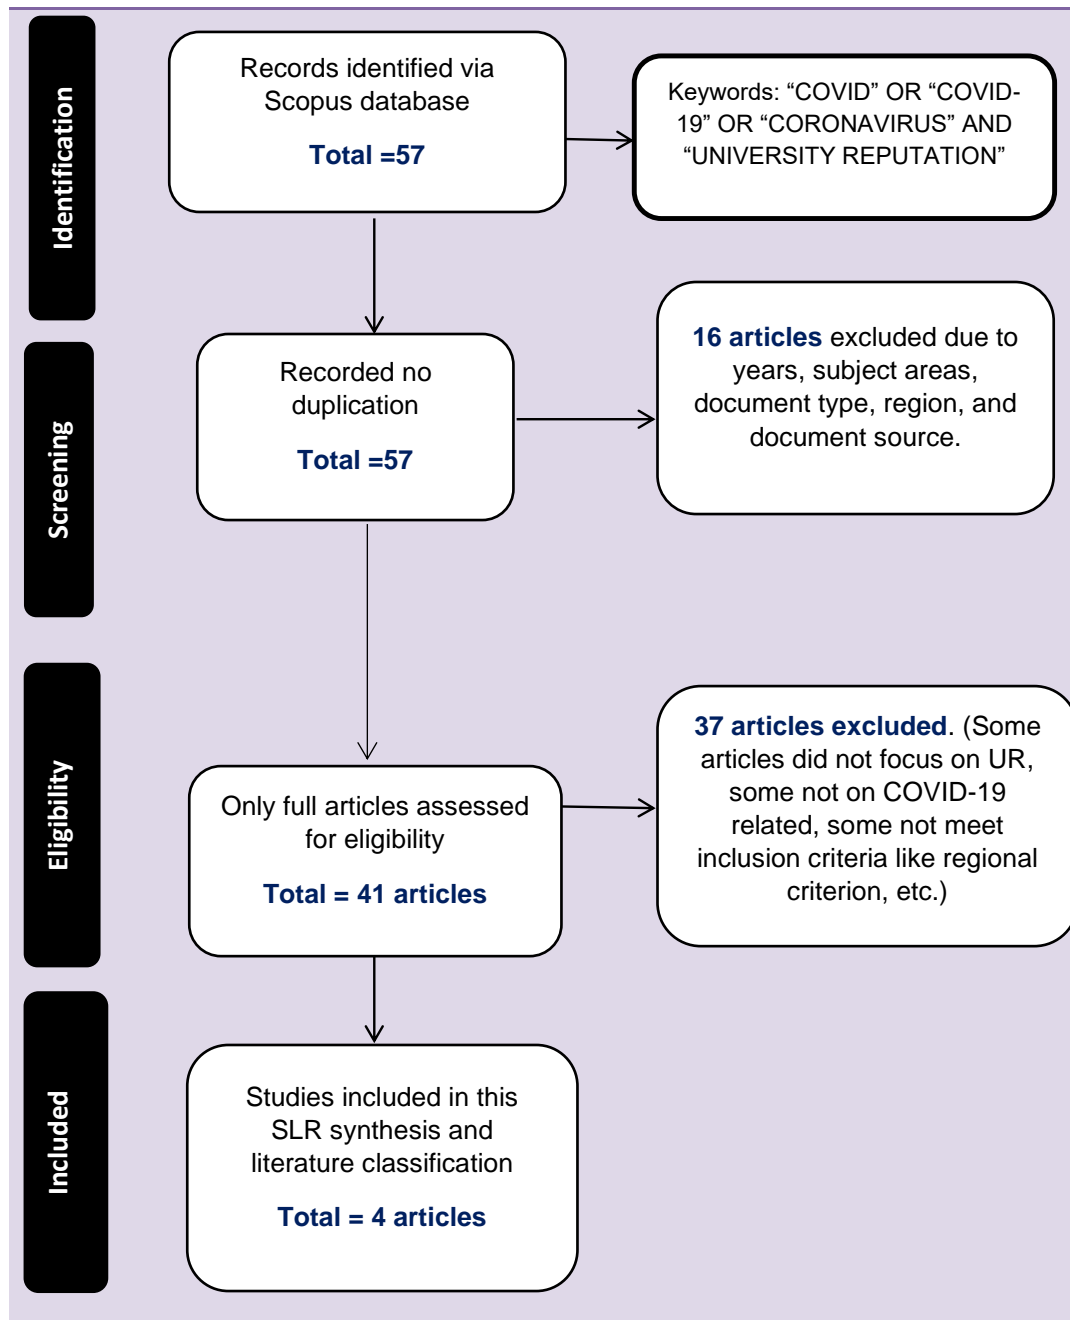 Identification
Records identified via
Scopus database
Total =57
Keywords: “COVID” OR “COVID-
19” OR “CORONAVIRUS” AND
“UNIVERSITY REPUTATION”
Screening
Recorded no
duplication
Total =57
16 articles excluded due to
years, subject areas,
document type, region, and
document source.
Eligibility
Only full articles assessed
for eligibility
Total = 41 articles
37 articles excluded. (Some
articles did not focus on UR,
some not on COVID-19
related, some not meet
inclusion criteria like regional
criterion, etc.)
Included
Studies included in this
SLR synthesis and
literature classification
Total = 4 articles